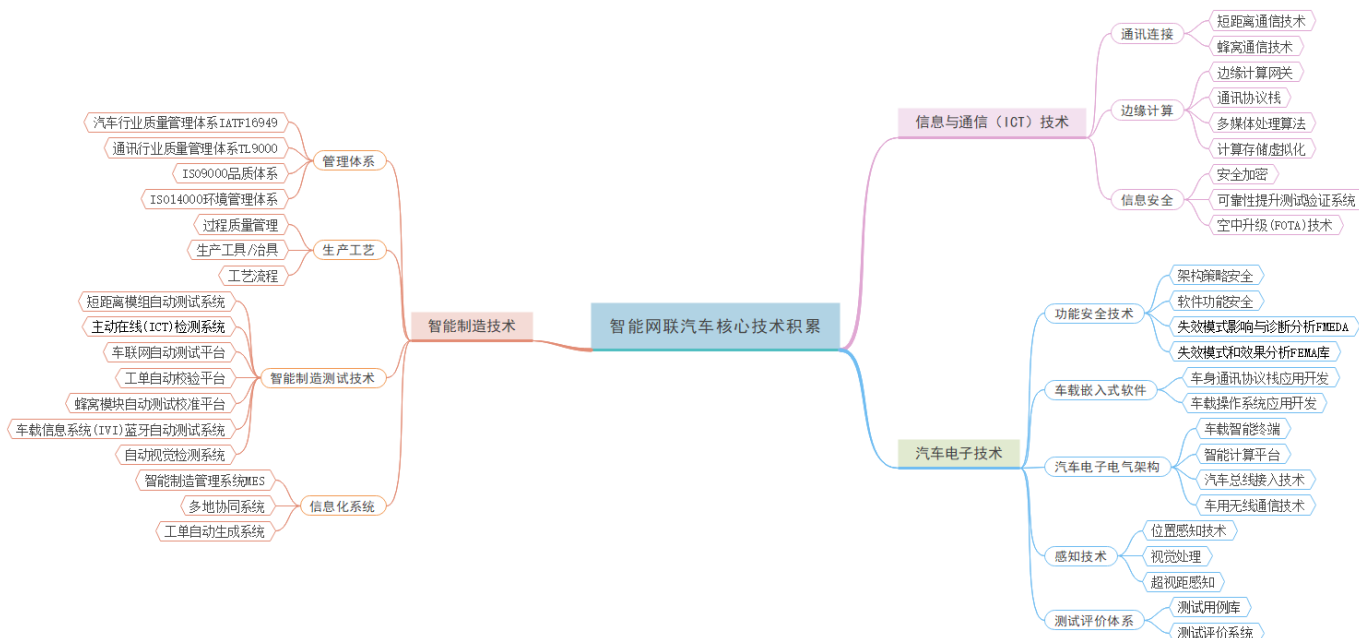 智能网联汽车核心技术积累
信息与通信（ICT）技术
通讯连接
短距离通信技术
蜂窝通信技术
边缘计算
边缘计算网关
通讯协议栈
多媒体处理算法
计算存储虚拟化
信息安全
安全加密
可靠性提升测试验证系统
空中升级(FOTA)技术
汽车电子技术
功能安全技术
架构策略安全
软件功能安全
失效模式影响与诊断分析FMEDA
失效模式和效果分析FEMA库
车载嵌入式软件
车身通讯协议栈应用开发
车载操作系统应用开发
汽车电子电气架构
车载智能终端
智能计算平台
汽车总线接入技术
车用无线通信技术
感知技术
位置感知技术
视觉处理
超视距感知
测试评价体系
测试用例库
测试评价系统
智能制造技术
管理体系
汽车行业质量管理体系IATF16949
通讯行业质量管理体系TL9000
ISO9000品质体系
ISO14000环境管理体系
生产工艺
过程质量管理
生产工具/治具
工艺流程
智能制造测试技术
短距离模组自动测试系统
主动在线(ICT)检测系统
车联网自动测试平台
工单自动校验平台
蜂窝模块自动测试校准平台
车载信息系统(IVI)蓝牙自动测试系统
自动视觉检测系统
信息化系统
智能制造管理系统MES
多地协同系统
工单自动生成系统